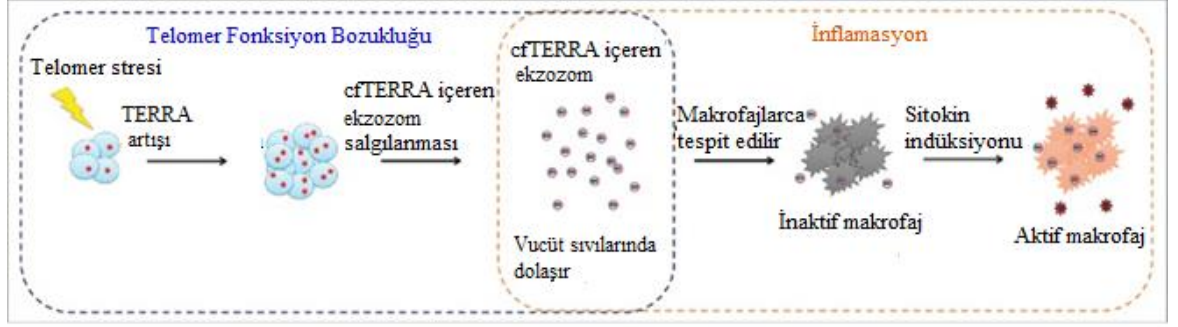 Telomer Fonksiyon Bozukluğu
İnflamasyon
Telomer stresi
TERRA
artışı
cfTERRA içeren
ekzozom
salgılanması
cfTERRA içeren
ekzozom
Vucüt sıvılarında
dolaşır
Makrofajlarca
tespit edilir
İnaktif makrofaj
Sitokin
indüksiyonu
Aktif makrofaj